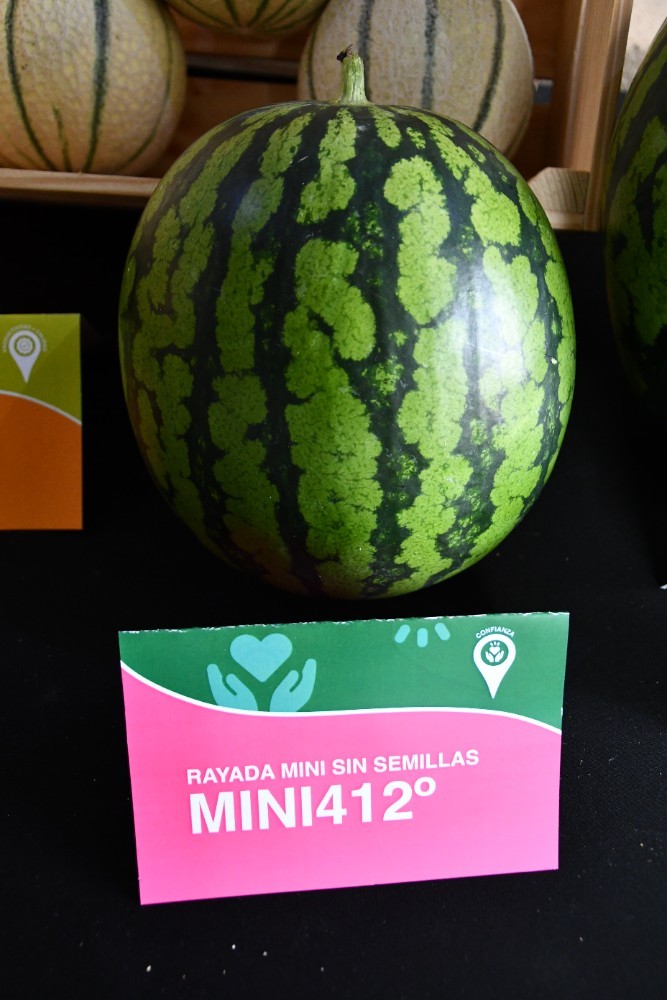 CONFIANZA
RAYADA MINI SIN SEMILLAS
MINI412º